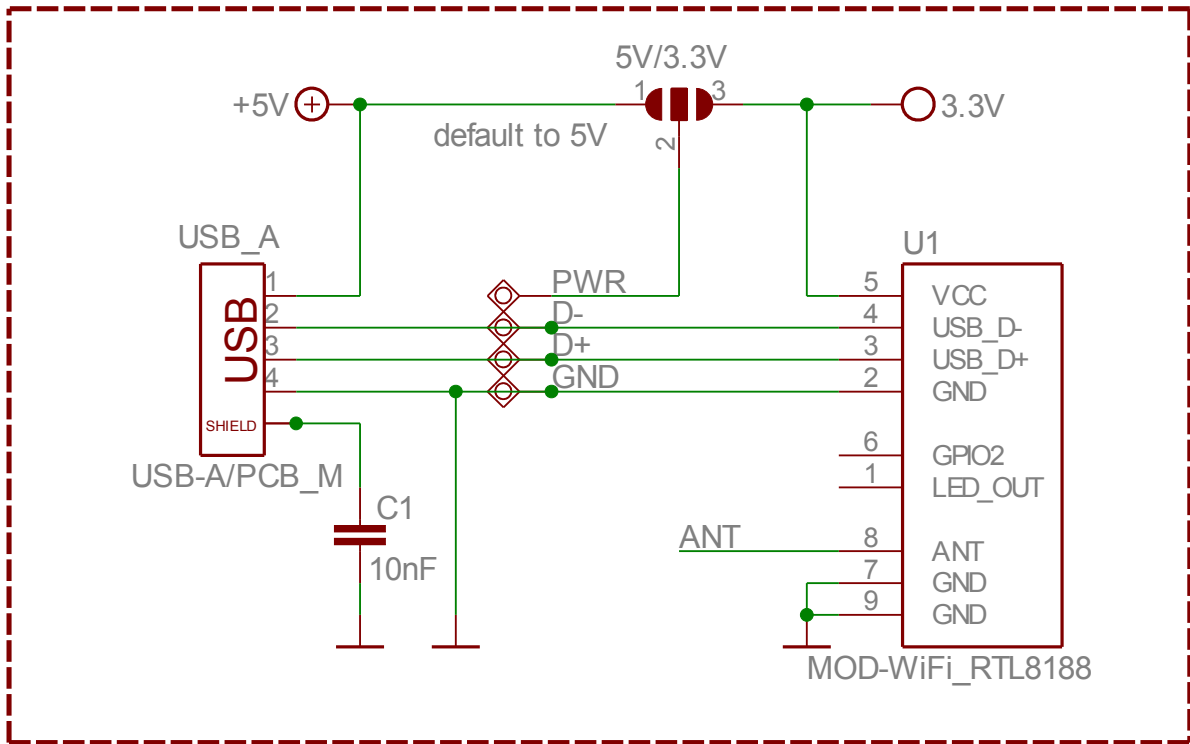 5V/3.3V
+5V
1
3
3.3V
default to 5V
2
USB_A
U1
1
PWR
5
VCC
2
D-
4
USB_D-
USB
3
D+
3
USB_D+
4
GND
2
GND
SHIELD
6
GPIO2
USB-A/PCB_M
1
LED_OUT
C1
ANT
8
ANT
10nF
7
GND
9
GND
MOD-WiFi_RTL8188